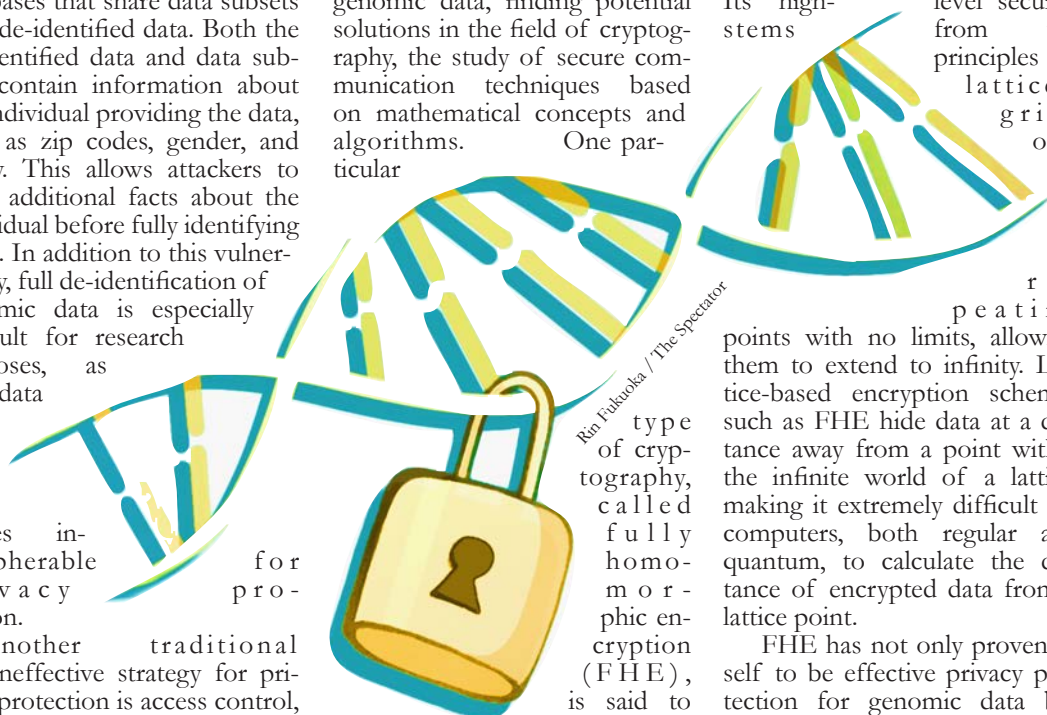 bases that share data subsets
de-identified data. Both the
entified data and data sub-
contain information about
ndividual providing the data,
as zip codes, gender, and
y. This allows attackers to
additional facts about the
idual before fully identifying
. In addition to this vulner-
y, full de-identification of
mic data is especially
ult for research
oses, as
data
es in-
pherable for
vacy pro-
on.
nother traditional
neffective strategy for pri-
protection is access control,
genomic data, finding potential
solutions in the field of cryptog-
raphy, the study of secure com-
munication techniques based
on mathematical concepts and
algorithms. One par-
ticular
type
of cryp-
tography,
called
fully
homo-
mor-
phic en-
cryption
(FHE),
is said to
Rin Fukuoka / The Spectator
Its high-level secur
stems from
principles
lattice
gri
o
r
peati
points with no limits, allow
them to extend to infinity. L
tice-based encryption schem
such as FHE hide data at a d
tance away from a point with
the infinite world of a latti
making it extremely difficult
computers, both regular a
quantum, to calculate the d
tance of encrypted data from
lattice point.
FHE has not only proven
self to be effective privacy p
tection for genomic data b